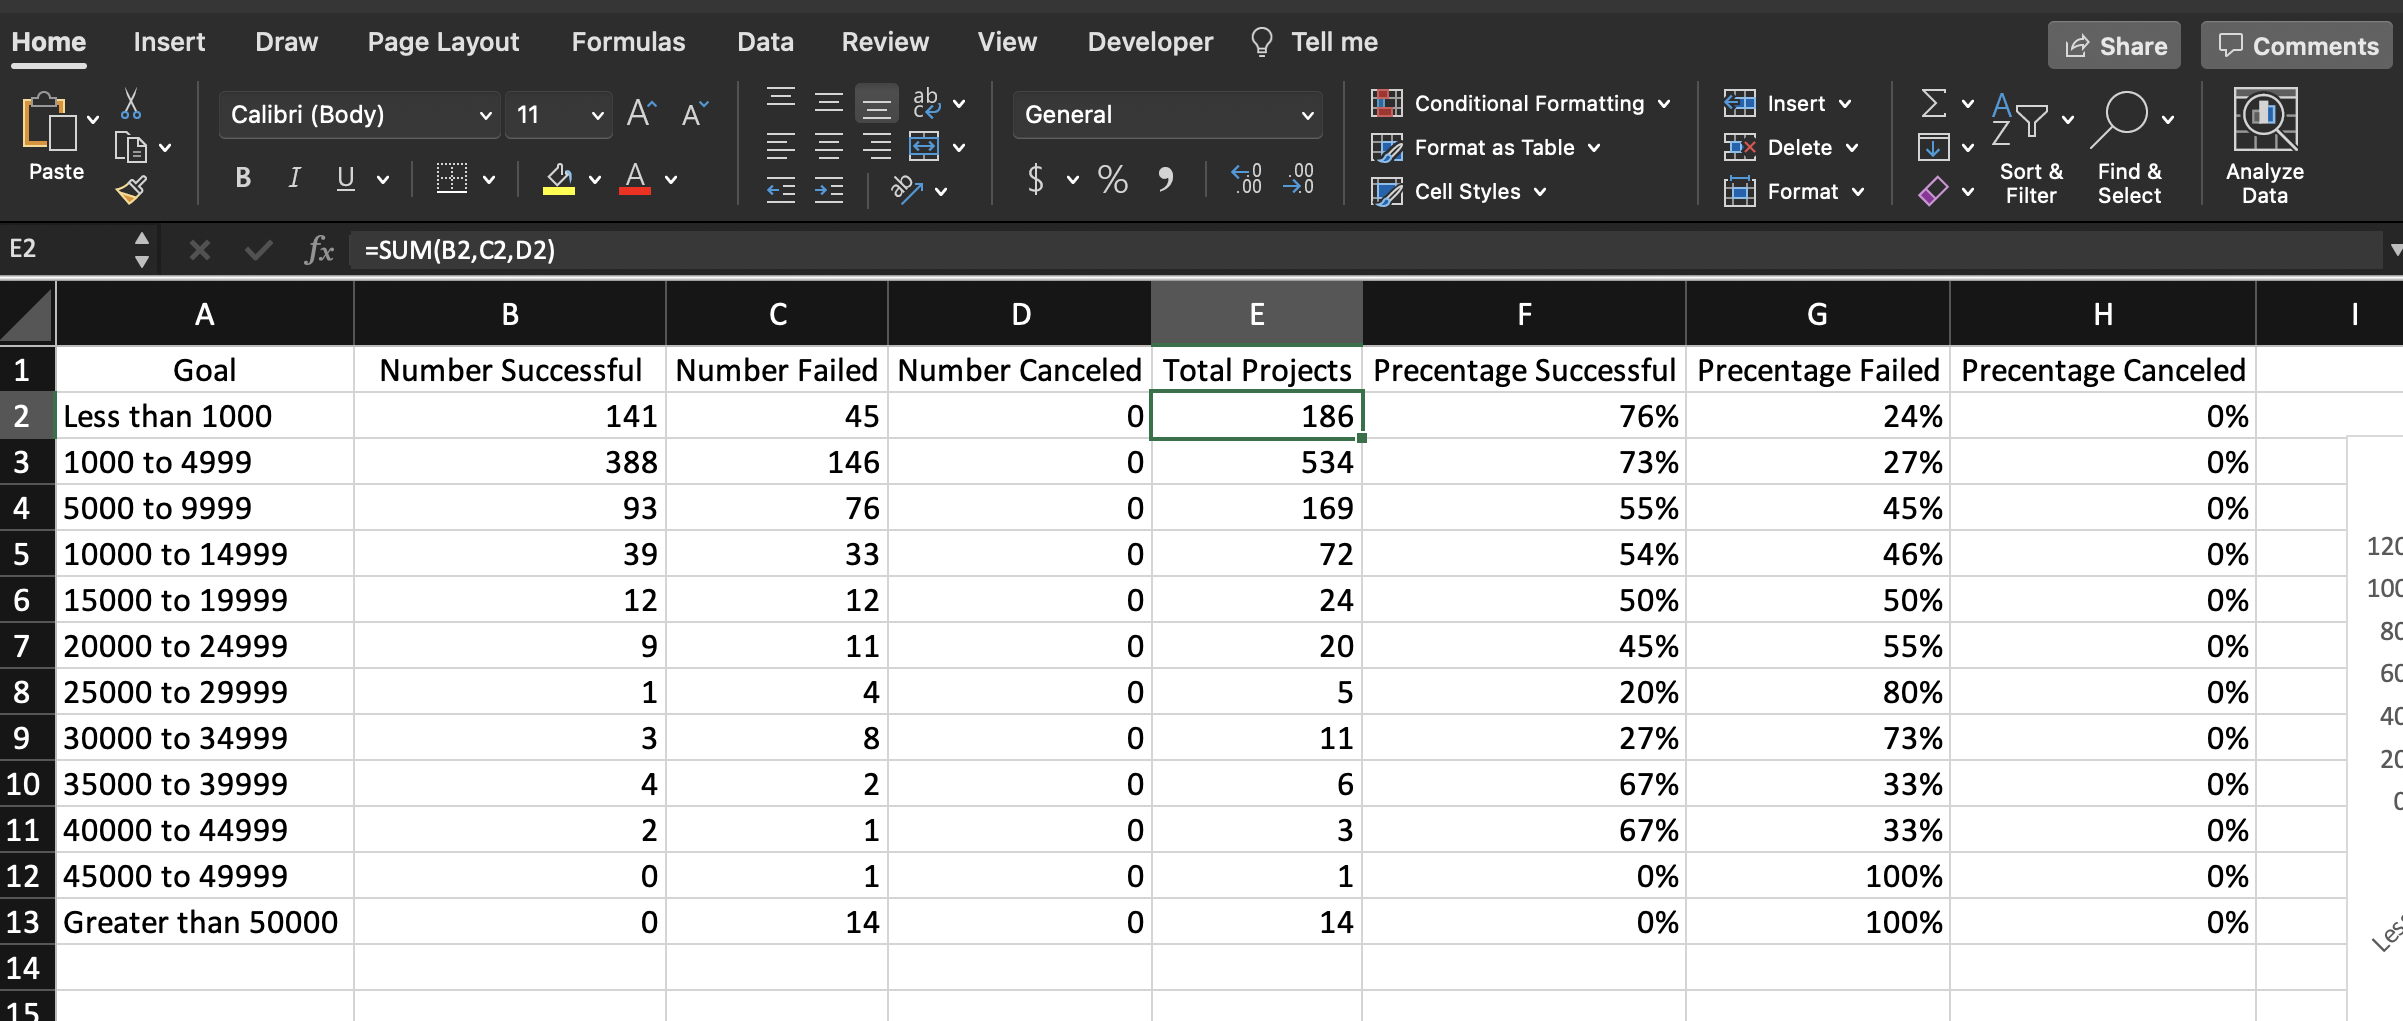 Home Insert Draw Page Layout Formulas Data Review View Developer Tell me Share Comments
Paste Calibri (Body) 11 General Conditional Formatting Format as Table Cell Styles Insert Delete Format Sort & Filter Find & Select Analyze Data
E2 fx =SUM(B2,C2,D2)
A B C D E F G H I
1 Goal Number Successful Number Failed Number Canceled Total Projects Precentage Successful Precentage Failed Precentage Canceled
2 Less than 1000 141 45 0 186 76% 24% 0%
3 1000 to 4999 388 146 0 534 73% 27% 0%
4 5000 to 9999 93 76 0 169 55% 45% 0%
5 10000 to 14999 39 33 0 72 54% 46% 0%
6 15000 to 19999 12 12 0 24 50% 50% 0%
7 20000 to 24999 9 11 0 20 45% 55% 0%
8 25000 to 29999 1 4 0 5 20% 80% 0%
9 30000 to 34999 3 8 0 11 27% 73% 0%
10 35000 to 39999 4 2 0 6 67% 33% 0%
11 40000 to 44999 2 1 0 3 67% 33% 0%
12 45000 to 49999 0 1 0 1 0% 100% 0%
13 Greater than 50000 0 14 0 14 0% 100% 0%
14
15